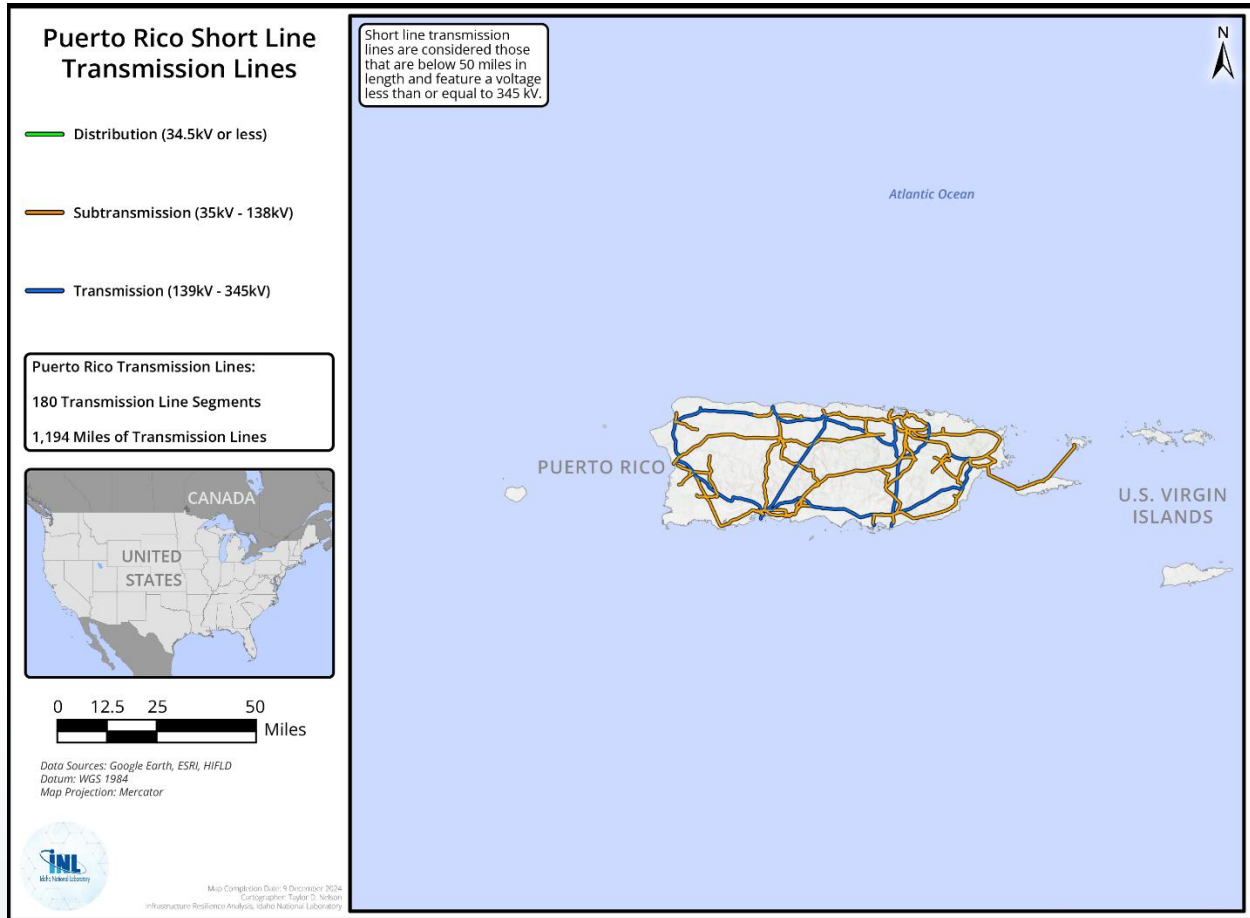 Puerto Rico Short Line
Transmission Lines
Distribution (34.5kV or less)
Subtransmission (35kV - 138kV)
Transmission (139kV - 345kV)
Puerto Rico Transmission Lines:
180 Transmission Line Segments
1,194 Miles of Transmission Lines
CANADA
UNITED
STATES
0 12.5 25 50
Miles
Data Sources: Google Earth, ESRI, HIFLD
Datum: WGS 1984
Map Projection: Mercator
INL
Idaho National Laboratory
Map Completion Date: 9 December 2024
Cartographer: Taylor D. Nelson
Infrastructure Resilience Analysis, Idaho National Laboratory
Short line transmission
lines are considered those
that are below 50 miles in
length and feature a voltage
less than or equal to 345 kV.
N
Atlantic Ocean
PUERTO RICO
U.S. VIRGIN
ISLANDS